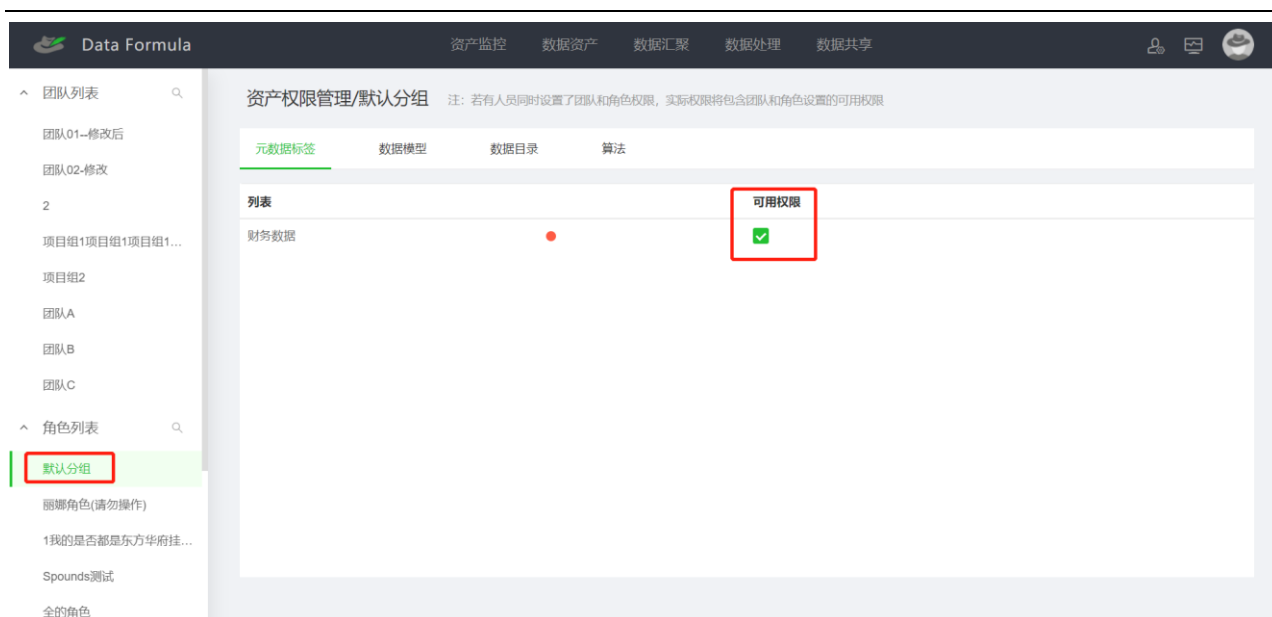 Data Formula
资产监控 数据资产 数据汇聚 数据处理 数据共享
团队列表
团队01--修改后
团队02-修改
2
项目组1项目组1项目组1...
项目组2
团队A
团队B
团队C
角色列表
默认分组
丽娜角色(请勿操作)
1我的是否都是东方华府挂...
Spounds测试
全的角色
资产权限管理/默认分组 注：若有人员同时设置了团队和角色权限，实际权限将包含团队和角色设置的可用权限
元数据标签 数据模型 数据目录 算法
列表 可用权限
财务数据